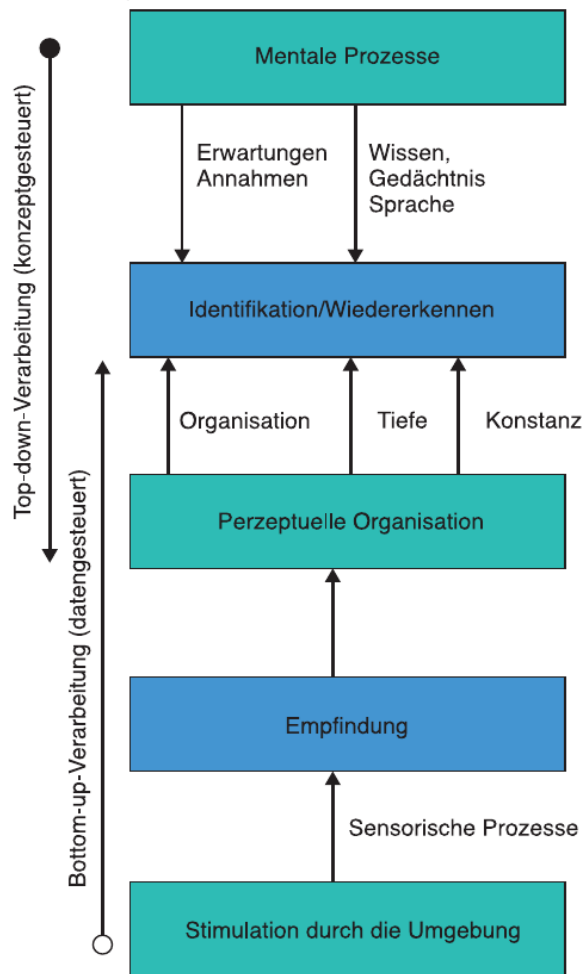 Mentale Prozesse
Erwartungen
Annahmen
Wissen,
Gedächtnis
Sprache
Identifikation/Wiedererkennen
Organisation
Tiefe
Konstanz
Perzeptuelle Organisation
Empfindung
Sensorische Prozesse
Stimulation durch die Umgebung
Top-down-Verarbeitung (konzeptgesteuert)
Bottom-up-Verarbeitung (datengesteuert)